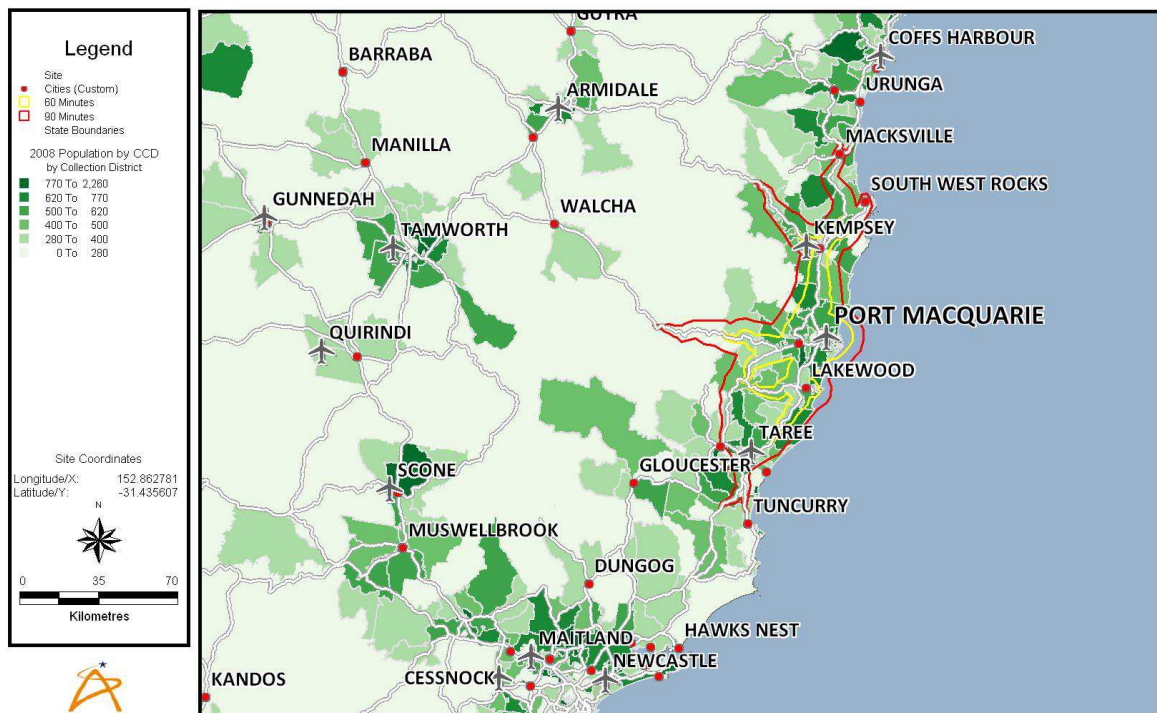 Legend
Site
Cities (Custom)
60 Minutes
90 Minutes
State Boundaries
2008 Population by CCD
by Collection District
770 To 2,260
620 To 770
500 To 620
400 To 500
280 To 400
0 To 280
Site Coordinates
Longitude/X: 152.862781
Latitude/Y: -31.435607
N
0 35 70
Kilometres
GUYRA
COFFS HARBOUR
BARRABA
ARMIDALE
URUNGA
MACKSVILLE
MANILLA
SOUTH WEST ROCKS
GUNNEDAH
WALCHA
KEMPSEY
TAMWORTH
PORT MACQUARIE
QUIRINDI
LAKEWOOD
TAREE
GLOUCESTER
SCONE
TUNCURRY
MUSWELLBROOK
DUNGOG
HAWKS NEST
MAITLAND
NEWCASTLE
CESSNOCK
KANDOS